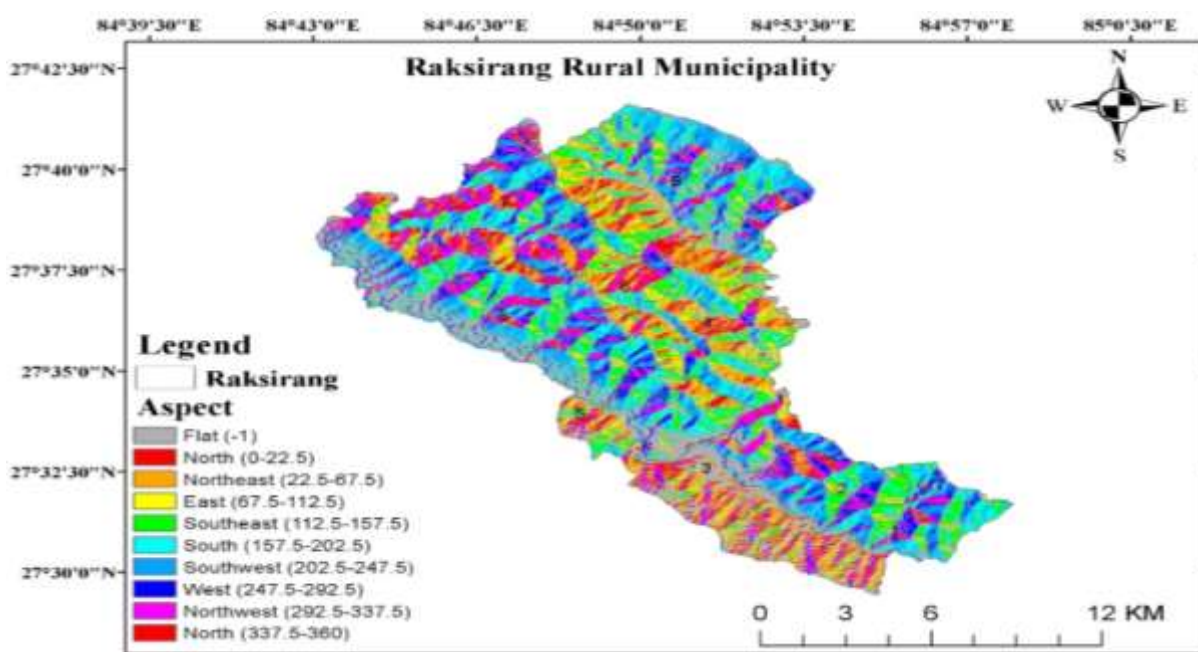 84°39'30"E 84°43'0"E 84°46'30"E 84°50'0"E 84°53'30"E 84°57'0"E 85°0'30"E
27°42'30"N
Raksirang Rural Municipality
N
W E
S
27°40'0"N
27°37'30"N
27°35'0"N
27°32'30"N
27°30'0"N
3
Legend
Raksirang
Aspect
Flat (-1)
North (0-22.5)
Northeast (22.5-67.5)
East (67.5-112.5)
Southeast (112.5-157.5)
South (157.5-202.5)
Southwest (202.5-247.5)
West (247.5-292.5)
Northwest (292.5-337.5)
North (337.5-360)
0 3 6 12 KM